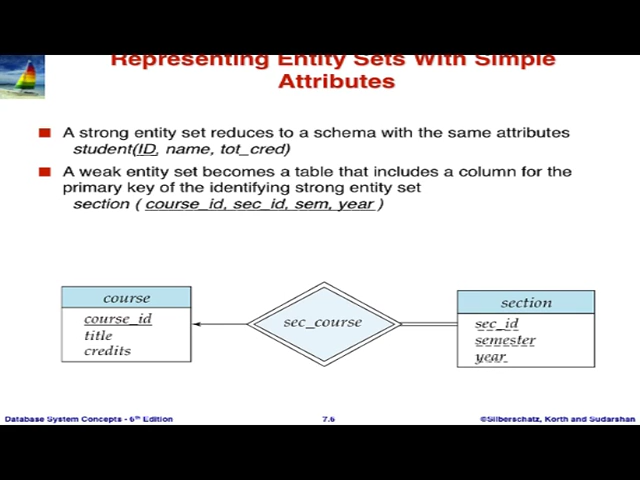 Representing Entity Sets With Simple
Attributes
A strong entity set reduces to a schema with the same attributes
student(ID, name, tot_cred)
A weak entity set becomes a table that includes a column for the
primary key of the identifying strong entity set
section ( course_id, sec_id, sem, year )
course
course_id
title
credits
sec_course
section
sec_id
semester
year
Database System Concepts - 6th Edition
7.6
©Silberschatz, Korth and Sudarshan